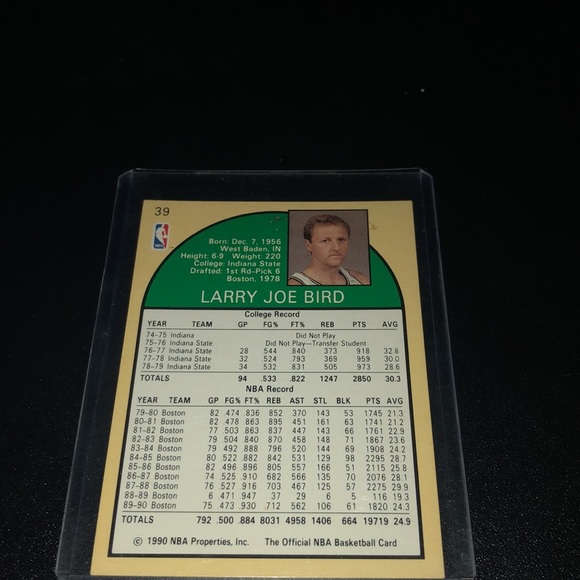 39
NBA
Born: Dec. 7, 1956
West Baden, IN
Height: 6-9 Weight: 220
College: Indiana State
Drafted: 1st Rd-Pick 6
Boston, 1978
LARRY JOE BIRD
College Record
YEAR TEAM GP FG% FT% REB PTS AVG
74-75 Indiana Did Not Play
75-76 Indiana State Did Not Play—Transfer Student
76-77 Indiana State 28 .544 .840 373 918 32.8
77-78 Indiana State 32 .524 .793 369 959 30.0
78-79 Indiana State 34 .532 .831 505 973 28.6
TOTALS 94 .533 .822 1247 2850 30.3
NBA Record
YEAR TEAM GP FG% FT% REB AST STL BLK PTS AVG
79-80 Boston 82 .474 .836 852 370 143 53 1745 21.3
80-81 Boston 82 .478 .863 895 451 161 63 1741 21.2
81-82 Boston 77 .503 .863 837 447 143 66 1761 22.9
82-83 Boston 79 .504 .840 870 458 148 71 1867 23.6
83-84 Boston 79 .492 .888 796 520 144 69 1908 24.2
84-85 Boston 80 .522 .882 842 531 129 98 2295 28.7
85-86 Boston 82 .496 .896 805 557 166 51 2115 25.8
86-87 Boston 74 .525 .910 682 566 135 70 2076 28.1
87-88 Boston 76 .527 .916 703 467 125 57 2275 29.9
88-89 Boston 6 .471 .947 37 29 6 5 116 19.3
89-90 Boston 75 .473 .930 712 562 106 61 1820 24.3
TOTALS 792 .500 .884 8031 4958 1406 664 19719 24.9
© 1990 NBA Properties, Inc. The Official NBA Basketball Card